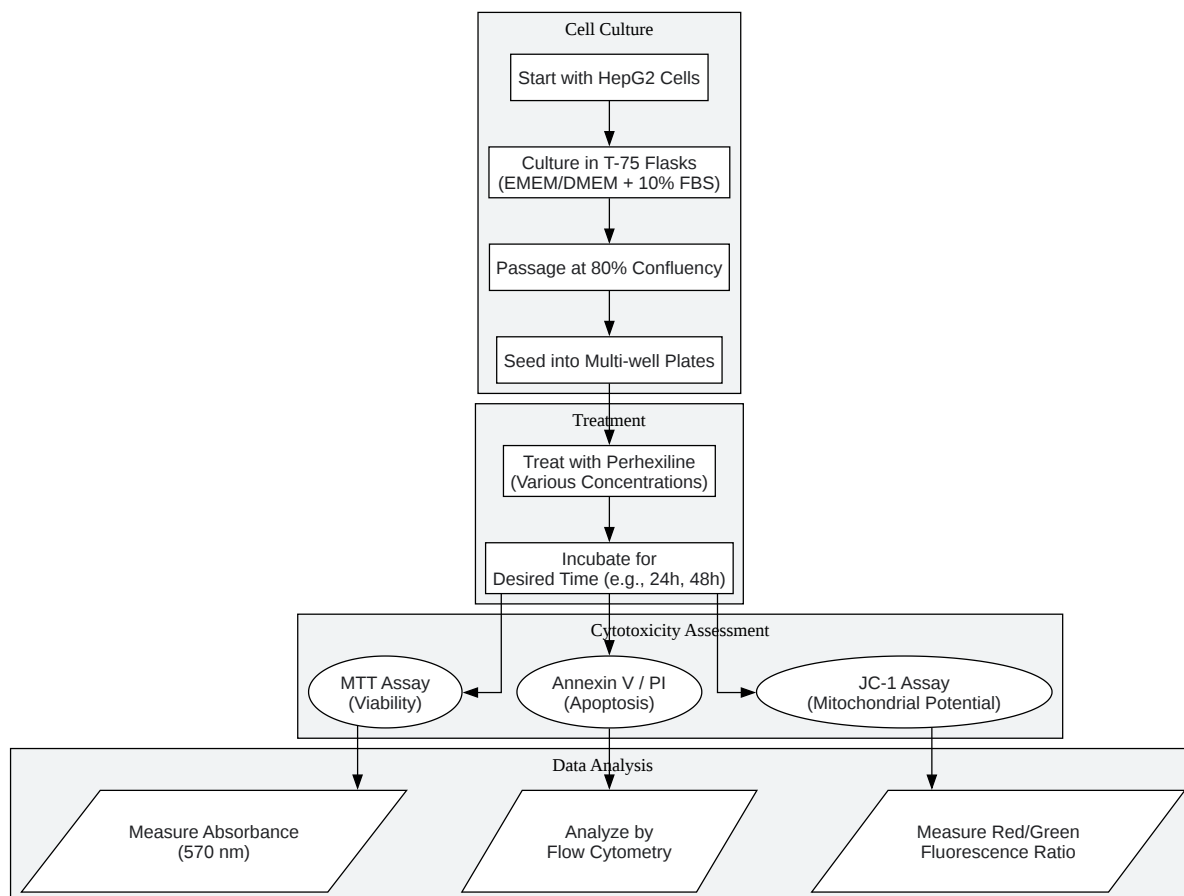 Cell Culture
Start with HepG2 Cells
Culture in T-75 Flasks
(EMEM/DMEM + 10% FBS)
Passage at 80% Confluency
Seed into Multi-well Plates
Treatment
Treat with Perhexiline
(Various Concentrations)
Incubate for
Desired Time (e.g., 24h, 48h)
Cytotoxicity Assessment
MTT Assay
(Viability)
Annexin V / PI
(Apoptosis)
JC-1 Assay
(Mitochondrial Potential)
Data Analysis
Measure Absorbance
(570 nm)
Analyze by
Flow Cytometry
Measure Red/Green
Fluorescence Ratio